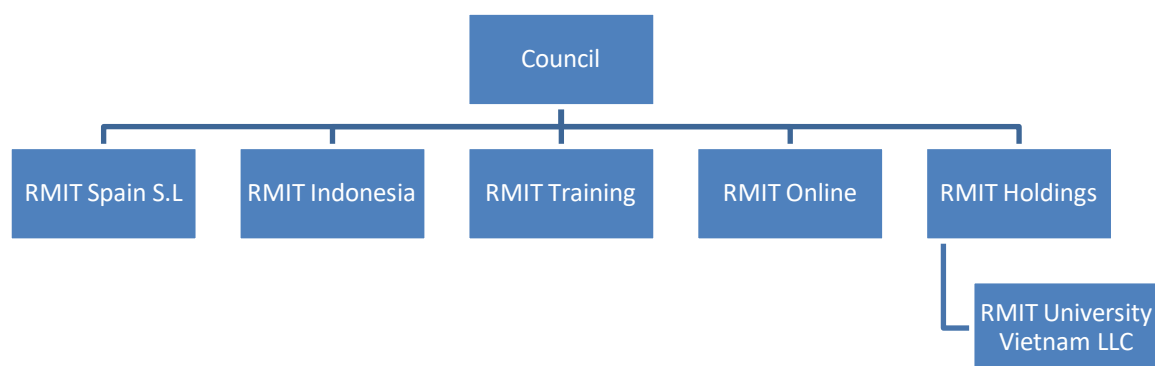 Council
RMIT Spain S.L
RMIT Indonesia
RMIT Training
RMIT Online
RMIT Holdings
RMIT University
Vietnam LLC